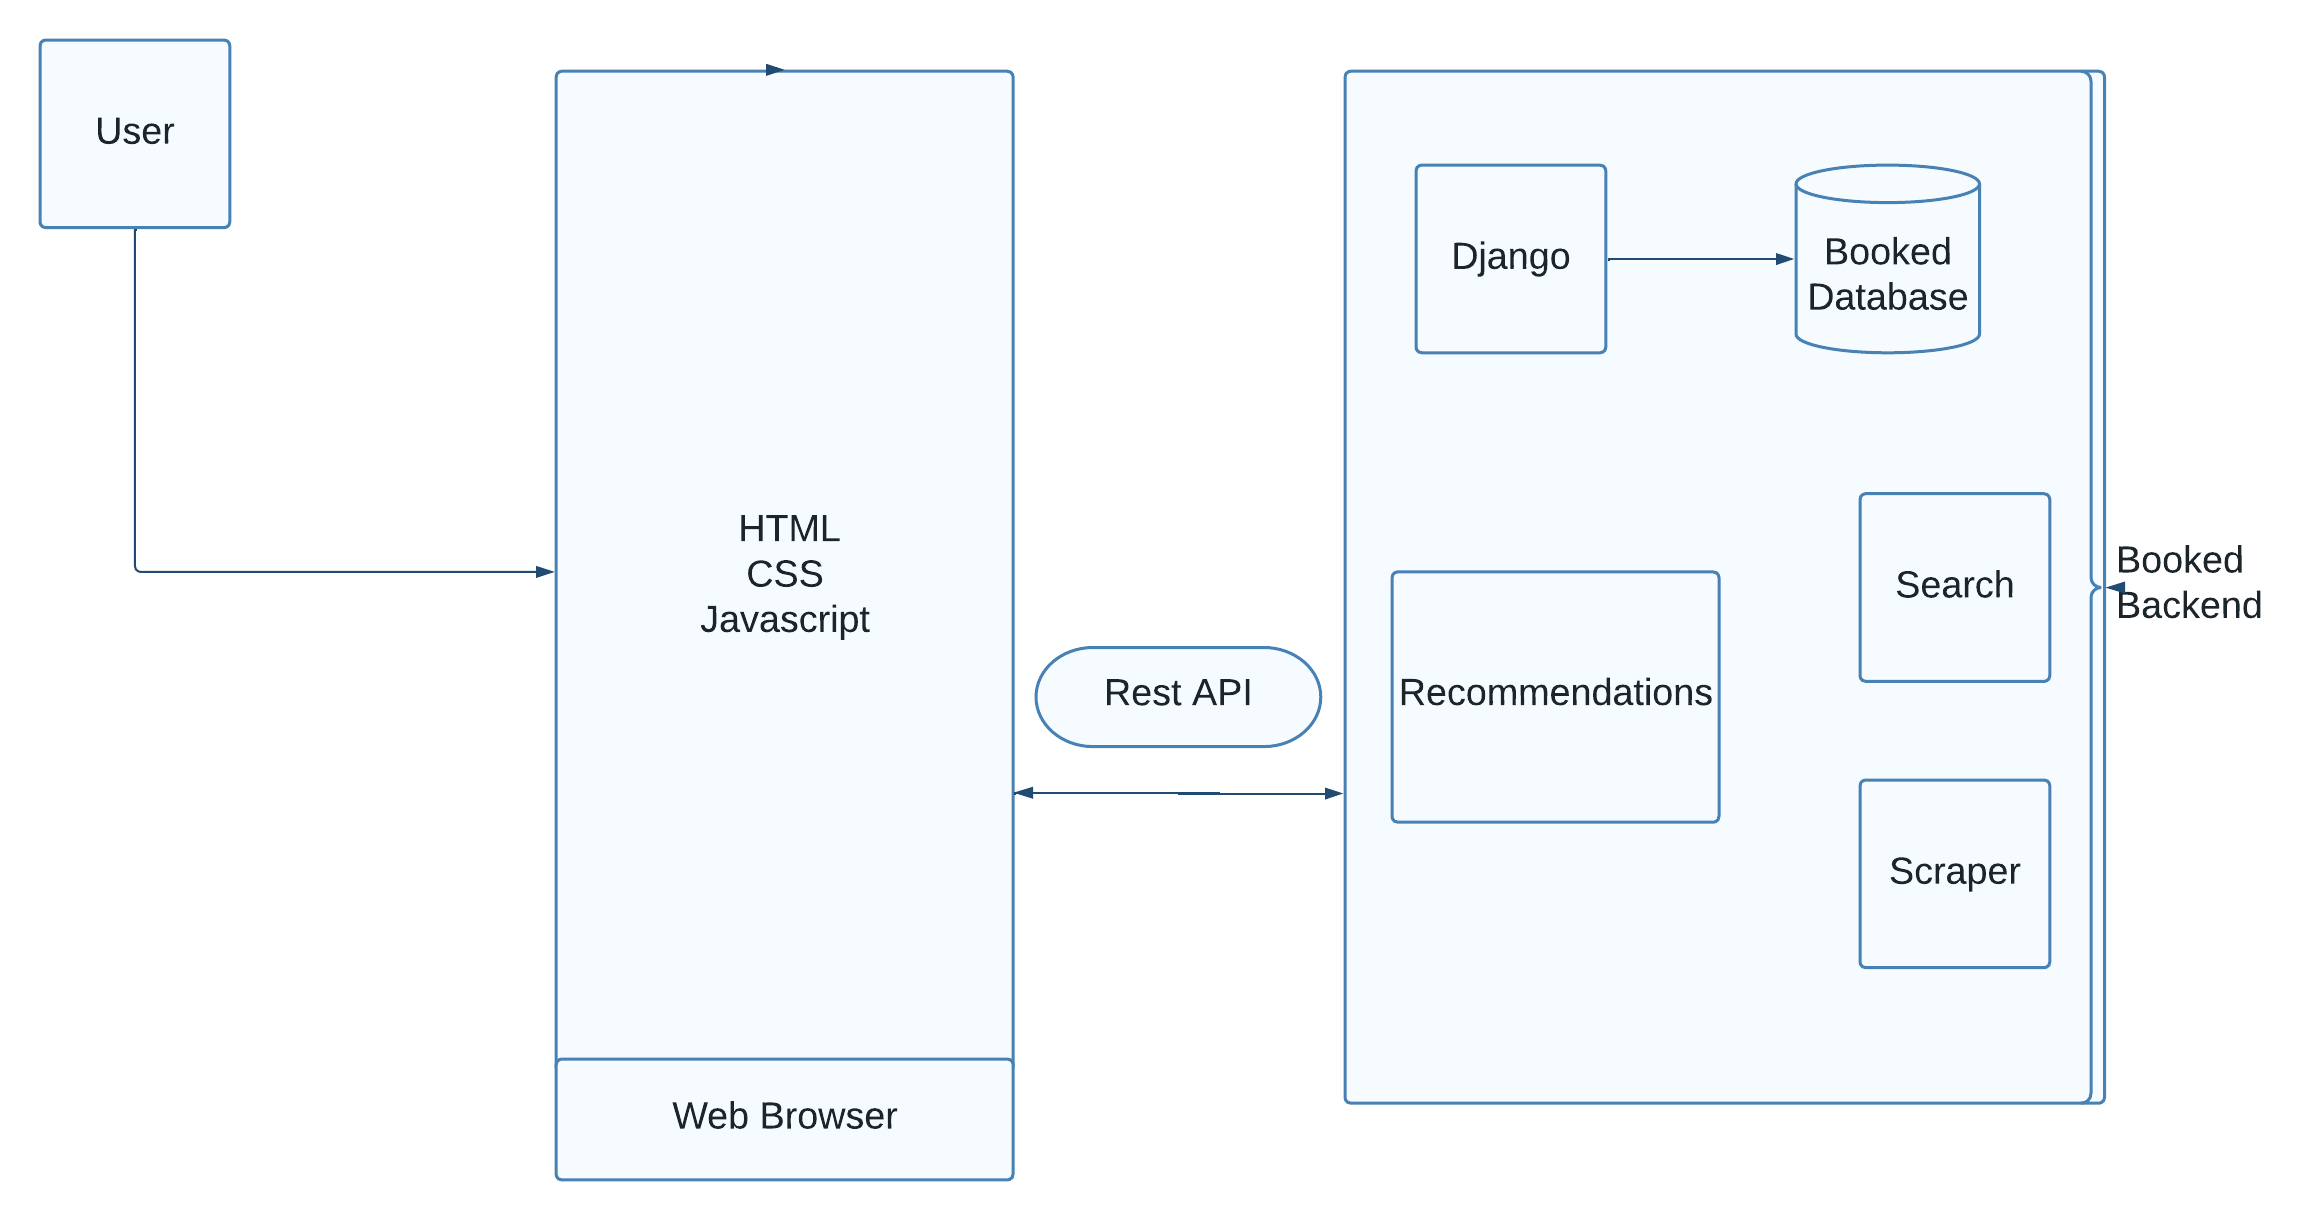 User
HTML
CSS
Javascript
Web Browser
Rest API
Django
Booked
Database
Recommendations
Search
Scraper
Booked
Backend